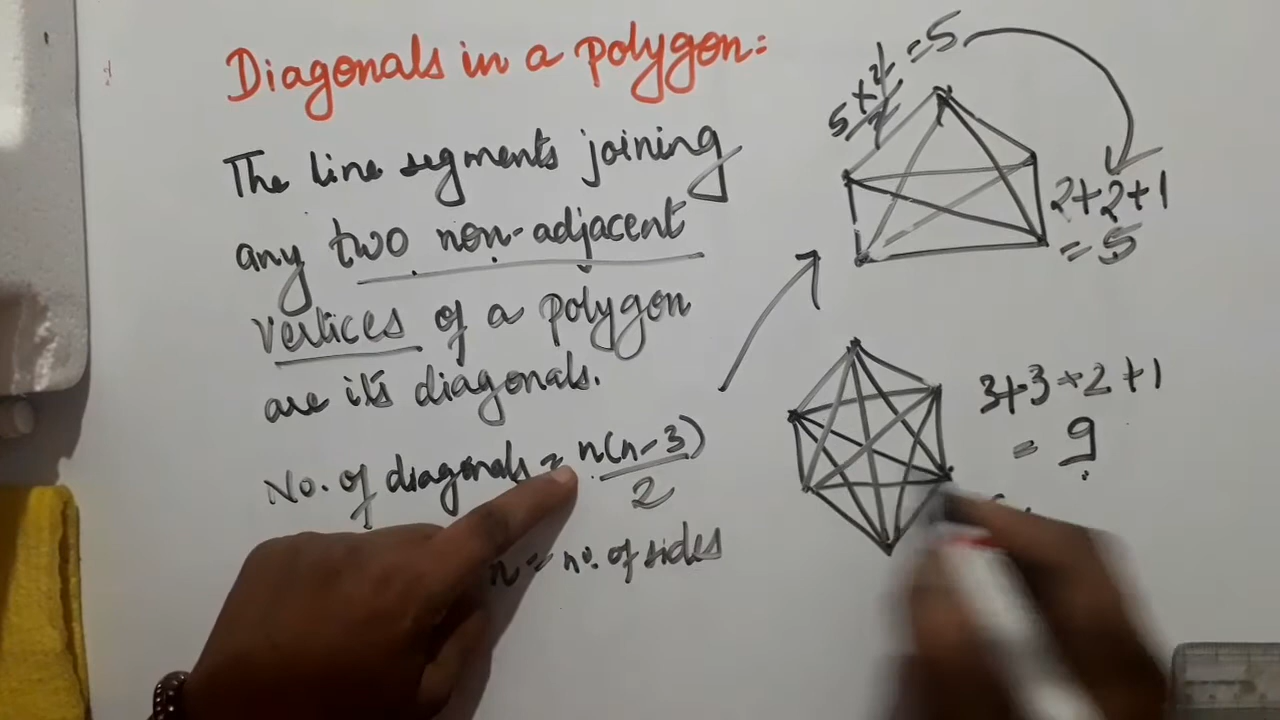 Diagonals in a polygon:
The line segments joining
any two non-adjacent
vertices of a polygon
are it's diagonals.
No. of diagonals = n(n-3)/2
n = no. of sides
5 × 2/2 = 5
2+2+1
= 5
3+3+2+1
= 9